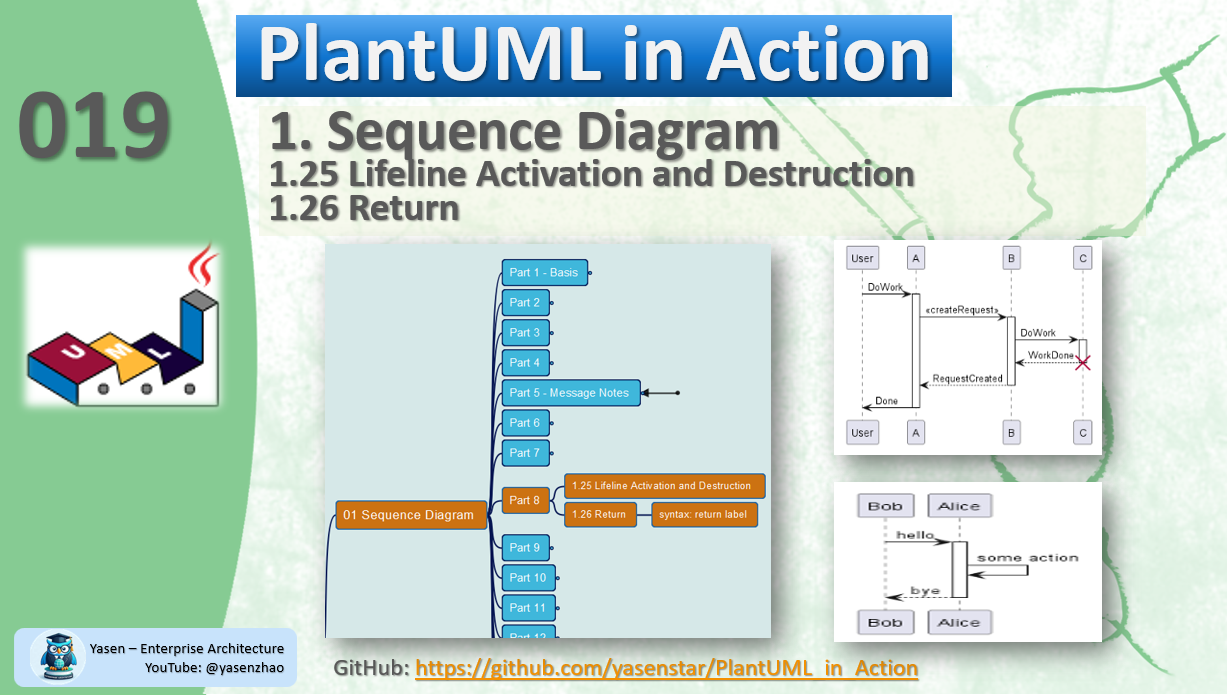 PlantUML in Action
019
1. Sequence Diagram
1.25 Lifeline Activation and Destruction
1.26 Return
UML
Part 1 - Basis
Part 2
Part 3
Part 4
Part 5 - Message Notes
Part 6
Part 7
01 Sequence Diagram
Part 8
1.25 Lifeline Activation and Destruction
1.26 Return
syntax: return label
Part 9
Part 10
Part 11
Part 12
User A B C
DoWork
«createRequest»
DoWork
WorkDone
RequestCreated
Done
User A B C
Bob Alice
hello
some action
bye
Bob Alice
Yasen – Enterprise Architecture
YouTube: @yasenzhao
GitHub: https://github.com/yasenstar/PlantUML_in_Action